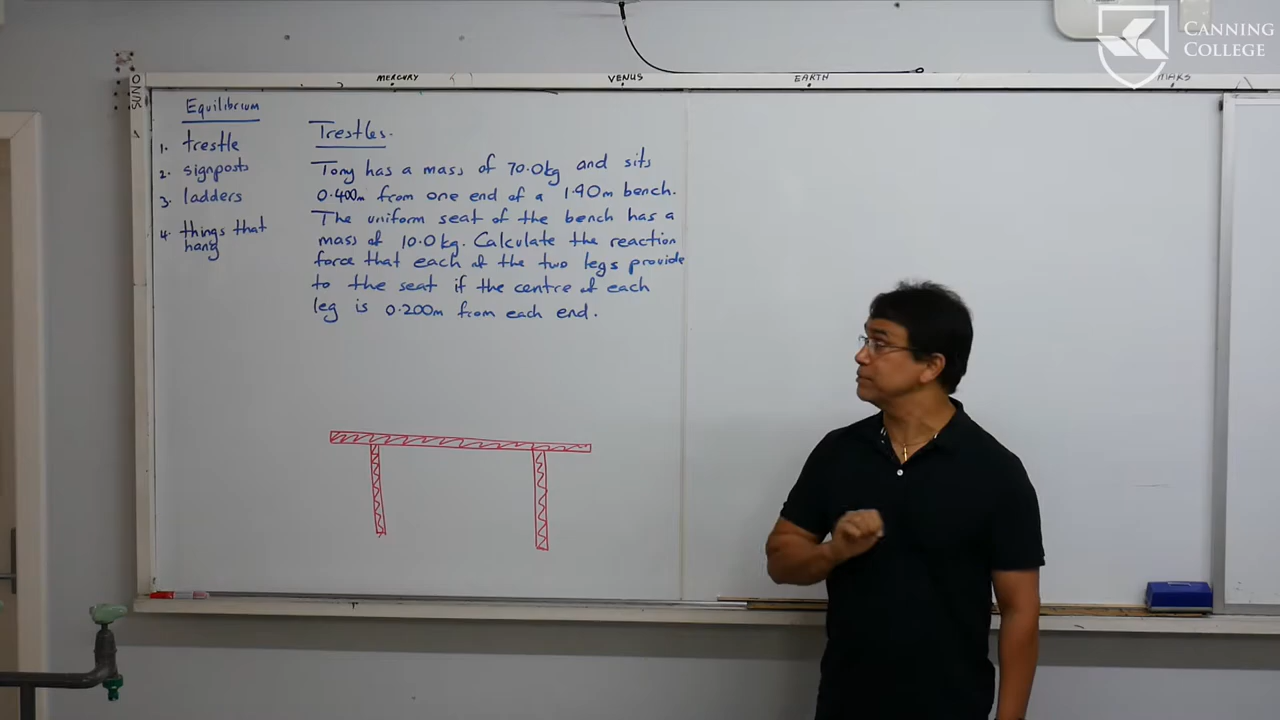 CANNING
COLLEGE
MERCURY
VENUS
EARTH
MARS
Equilibrium
1. trestle
2. signposts
3. ladders
4. things that
hang
Trestles.
Tony has a mass of 70.0kg and sits
0.400m from one end of a 1.90m bench.
The uniform seat of the bench has a
mass of 10.0kg. Calculate the reaction
force that each of the two legs provide
to the seat if the centre of each
leg is 0.200m from each end.